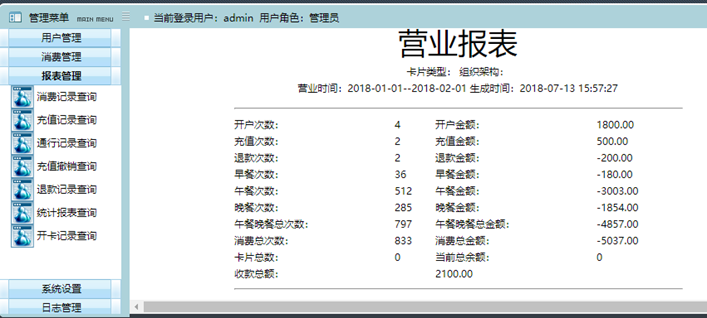 管理菜单 MAIN MENU 当前登录用户：admin 用户角色：管理员
用户管理
消费管理
报表管理
消费记录查询
充值记录查询
通行记录查询
充值撤销查询
退款记录查询
统计报表查询
开卡记录查询
系统设置
日志管理
营业报表
卡片类型： 组织架构：
营业时间：2018-01-01--2018-02-01 生成时间：2018-07-13 15:57:27
开户次数： 4 开户金额： 1800.00
充值次数： 2 充值金额： 500.00
退款次数： 2 退款金额： -200.00
早餐次数： 36 早餐金额： -180.00
午餐次数： 512 午餐金额： -3003.00
晚餐次数： 285 晚餐金额： -1854.00
午餐晚餐总次数： 797 午餐晚餐总金额： -4857.00
消费总次数： 833 消费总金额： -5037.00
卡片总数： 0 当前总余额： 0
收款总额： 2100.00